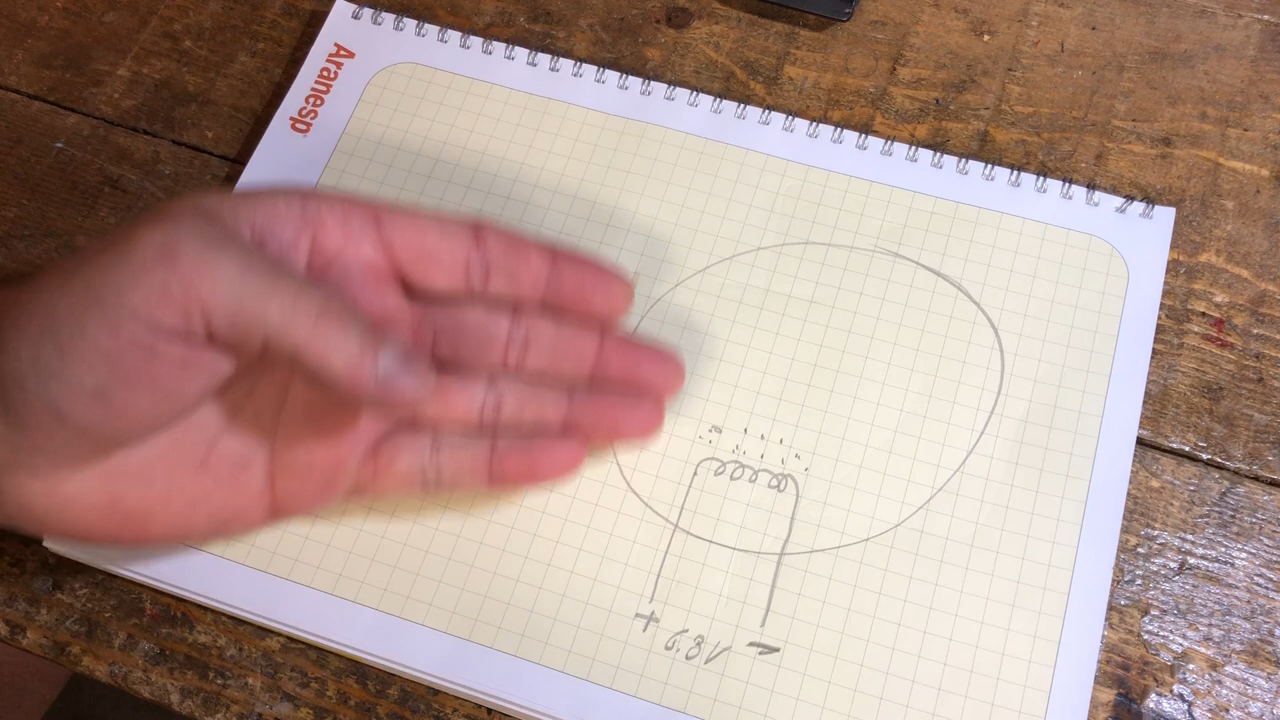 Aranesp
+ 6.3V −